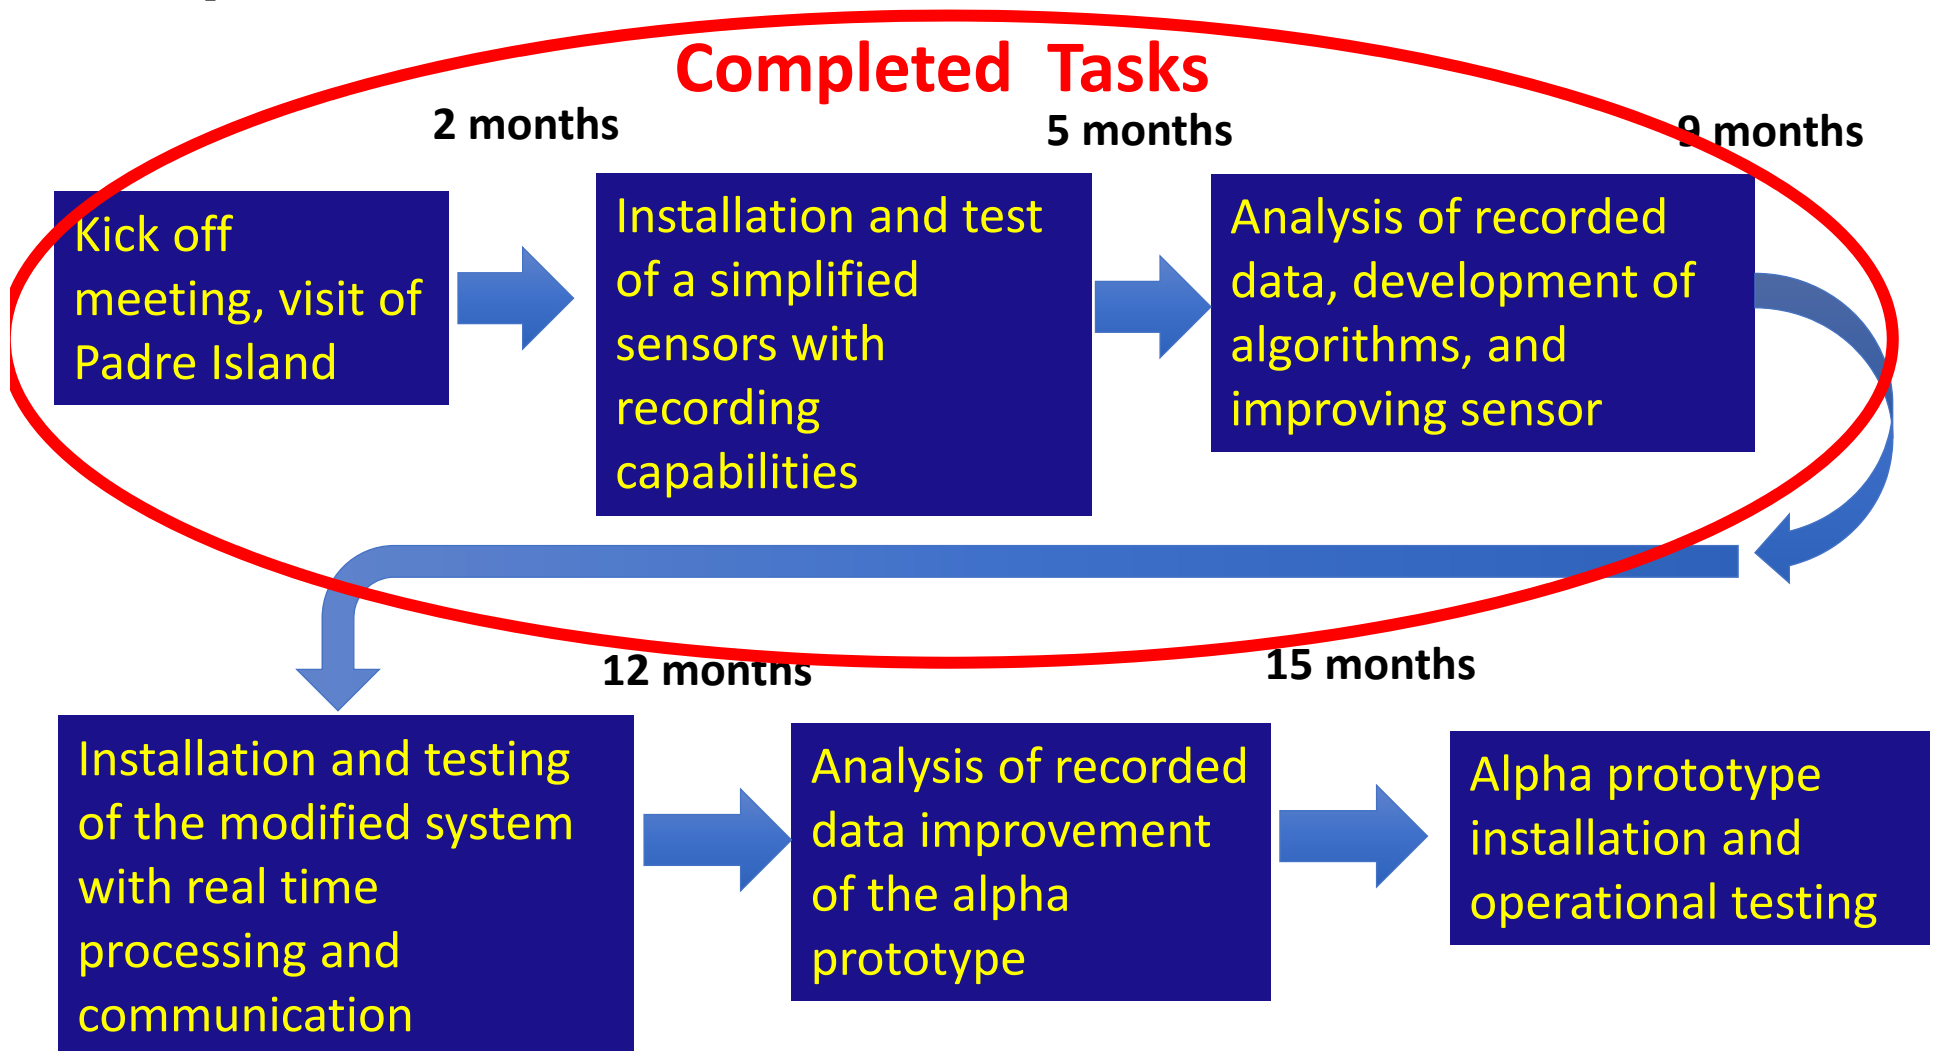 Completed Tasks
2 months
5 months
9 months
Kick off
meeting, visit of
Padre Island
Installation and test
of a simplified
sensors with
recording
capabilities
Analysis of recorded
data, development of
algorithms, and
improving sensor
12 months
15 months
Installation and testing
of the modified system
with real time
processing and
communication
Analysis of recorded
data improvement
of the alpha
prototype
Alpha prototype
installation and
operational testing